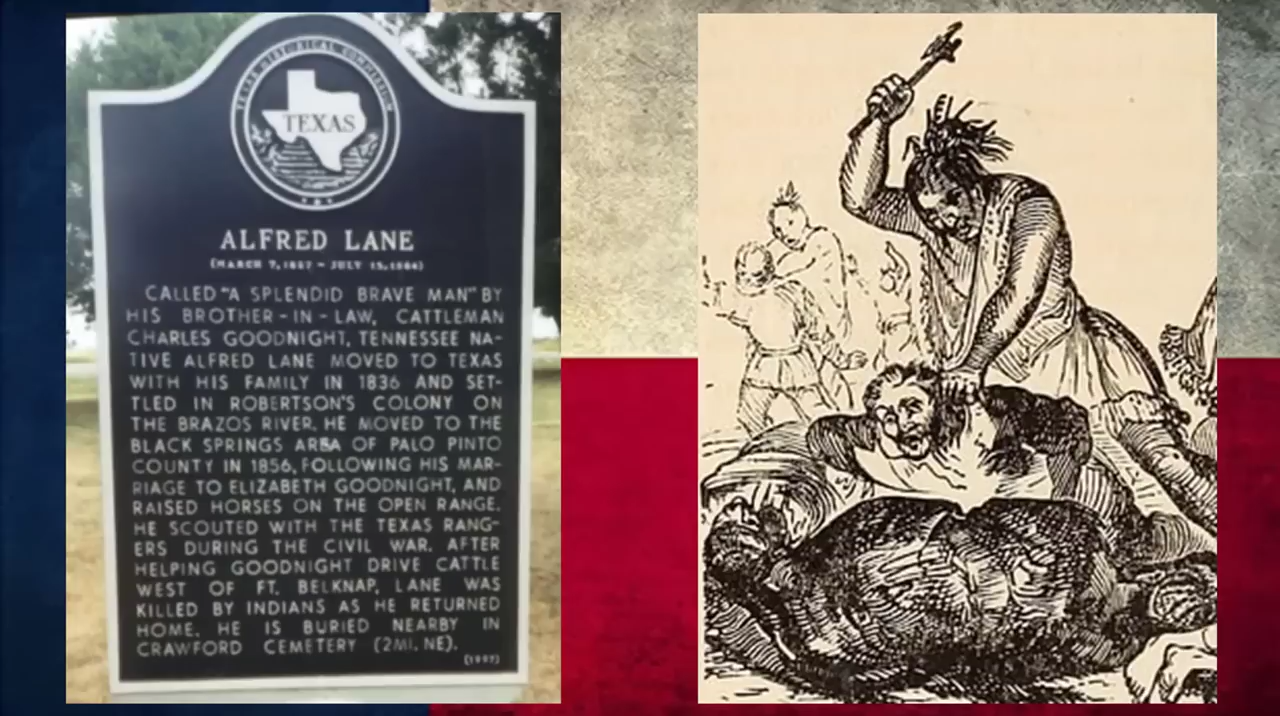 TEXAS HISTORICAL COMMISSION
TEXAS
ALFRED LANE
CALLED "A SPLENDID BRAVE MAN" BY
HIS BROTHER-IN-LAW, CATTLEMAN
CHARLES GOODNIGHT, TENNESSEE NA-
TIVE ALFRED LANE MOVED TO TEXAS
WITH HIS FAMILY IN 1836 AND SET-
TLED IN ROBERTSON'S COLONY ON
THE BRAZOS RIVER. HE MOVED TO THE
BLACK SPRINGS AREA OF PALO PINTO
COUNTY IN 1856, FOLLOWING HIS MAR-
RIAGE TO ELIZABETH GOODNIGHT, AND
RAISED HORSES ON THE OPEN RANGE.
HE SCOUTED WITH THE TEXAS RANG-
ERS DURING THE CIVIL WAR. AFTER
HELPING GOODNIGHT DRIVE CATTLE
WEST OF FT. BELKNAP, LANE WAS
KILLED BY INDIANS AS HE RETURNED
HOME. HE IS BURIED NEARBY IN
CRAWFORD CEMETERY (2MI. NE).